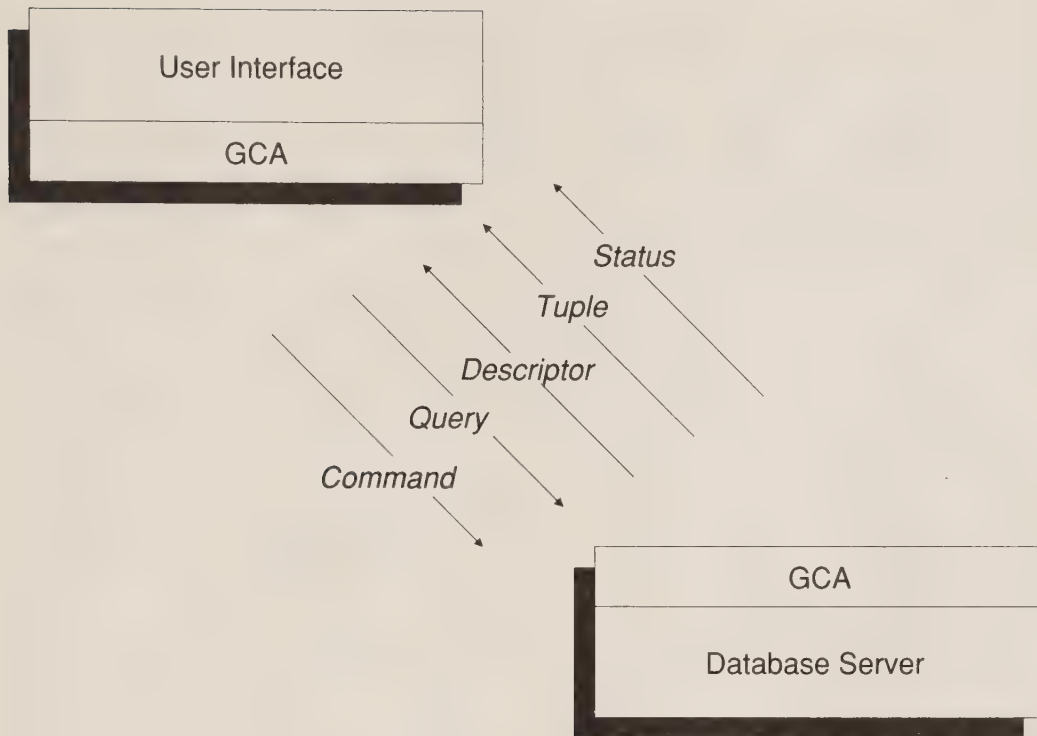 User Interface
GCA
Status
Tuple
Descriptor
Query
Command
GCA
Database Server